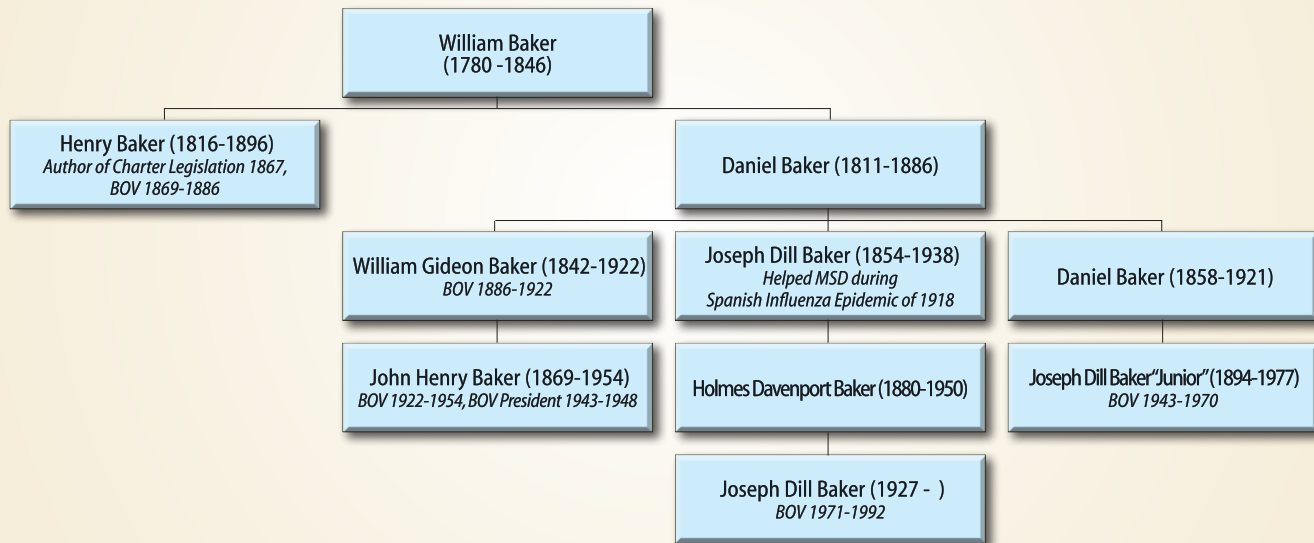 William Baker
(1780 -1846)
Henry Baker (1816-1896)
Author of Charter Legislation 1867,
BOV 1869-1886
Daniel Baker (1811-1886)
William Gideon Baker (1842-1922)
BOV 1886-1922
Joseph Dill Baker (1854-1938)
Helped MSD during
Spanish Influenza Epidemic of 1918
Daniel Baker (1858-1921)
John Henry Baker (1869-1954)
BOV 1922-1954, BOV President 1943-1948
Holmes Davenport Baker (1880-1950)
Joseph Dill Baker "Junior" (1894-1977)
BOV 1943-1970
Joseph Dill Baker (1927 - )
BOV 1971-1992